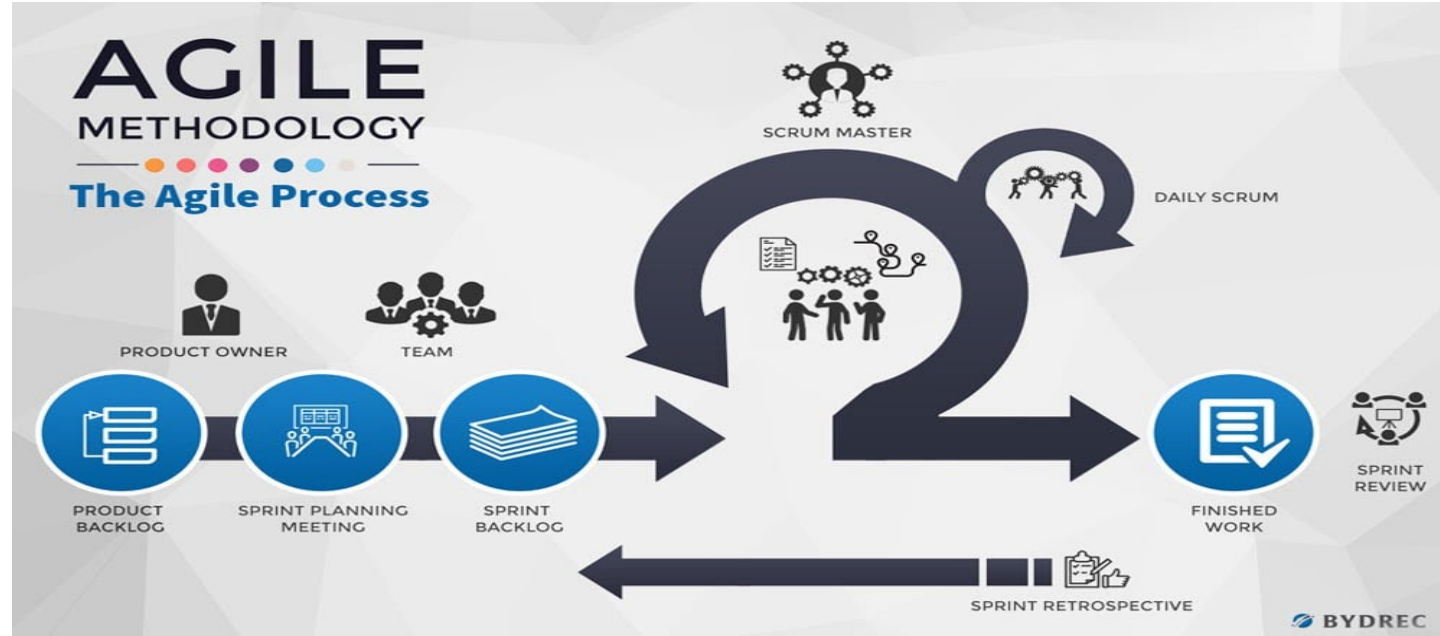 AGILE
METHODOLOGY
The Agile Process
SCRUM MASTER
DAILY SCRUM
PRODUCT OWNER
TEAM
PRODUCT
BACKLOG
SPRINT PLANNING
MEETING
SPRINT
BACKLOG
FINISHED
WORK
SPRINT
REVIEW
SPRINT RETROSPECTIVE
BYDREC